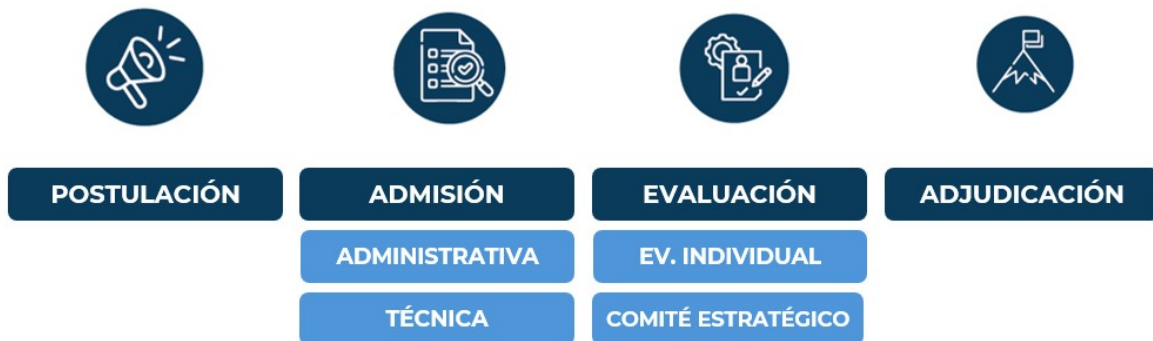 POSTULACIÓN
ADMISIÓN
EVALUACIÓN
ADJUDICACIÓN
ADMINISTRATIVA
EV. INDIVIDUAL
TÉCNICA
COMITÉ ESTRATÉGICO